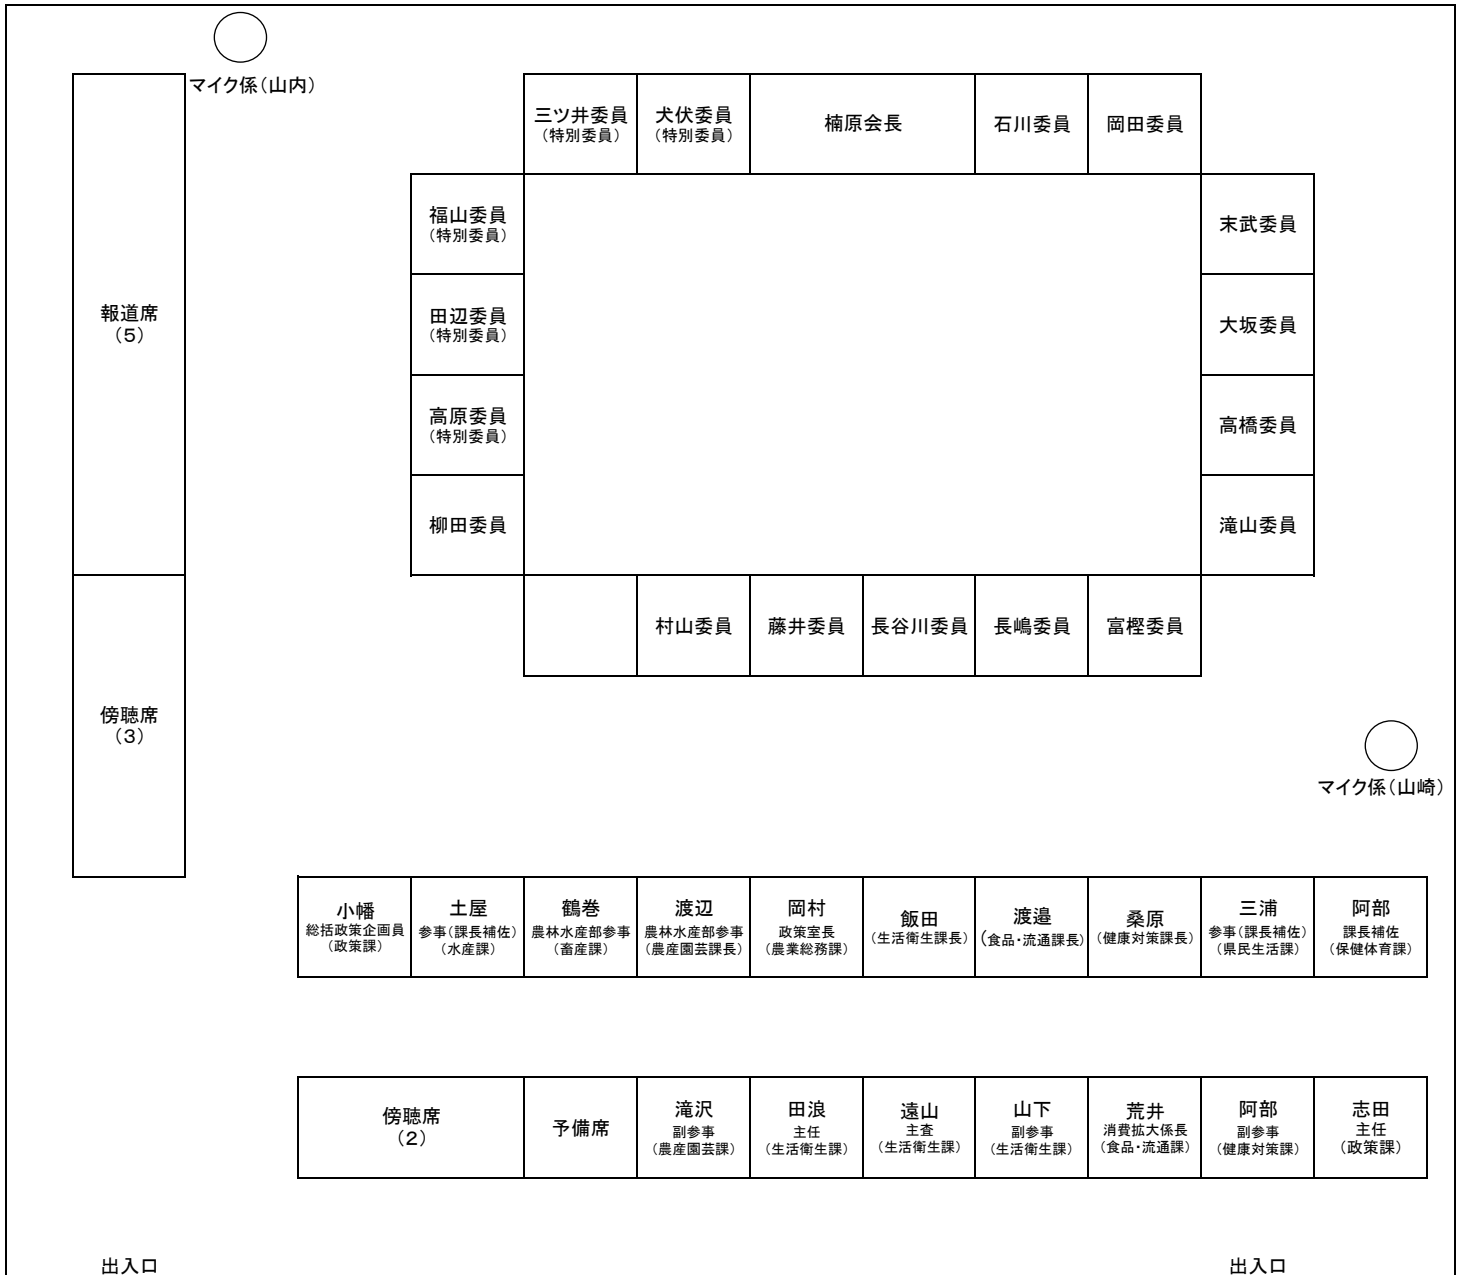 マイク係（山内）
三ツ井委員
（特別委員）
犬伏委員
（特別委員）
楠原会長
石川委員
岡田委員
福山委員
（特別委員）
末武委員
報道席
（5）
田辺委員
（特別委員）
大坂委員
高原委員
（特別委員）
高橋委員
柳田委員
滝山委員
村山委員
藤井委員
長谷川委員
長嶋委員
富樫委員
傍聴席
（3）
マイク係（山崎）
小幡
総括政策企画員
（政策課）
土屋
参事（課長補佐）
（水産課）
鶴巻
農林水産部参事
（畜産課）
渡辺
農林水産部参事
（農産園芸課長）
岡村
政策室長
（農業総務課）
飯田
（生活衛生課長）
渡邉
（食品・流通課長）
桑原
（健康対策課長）
三浦
参事（課長補佐）
（県民生活課）
阿部
課長補佐
（保健体育課）
傍聴席
（2）
予備席
滝沢
副参事
（農産園芸課）
田浪
主任
（生活衛生課）
遠山
主査
（生活衛生課）
山下
副参事
（生活衛生課）
荒井
消費拡大係長
（食品・流通課）
阿部
副参事
（健康対策課）
志田
主任
（政策課）
出入口
出入口